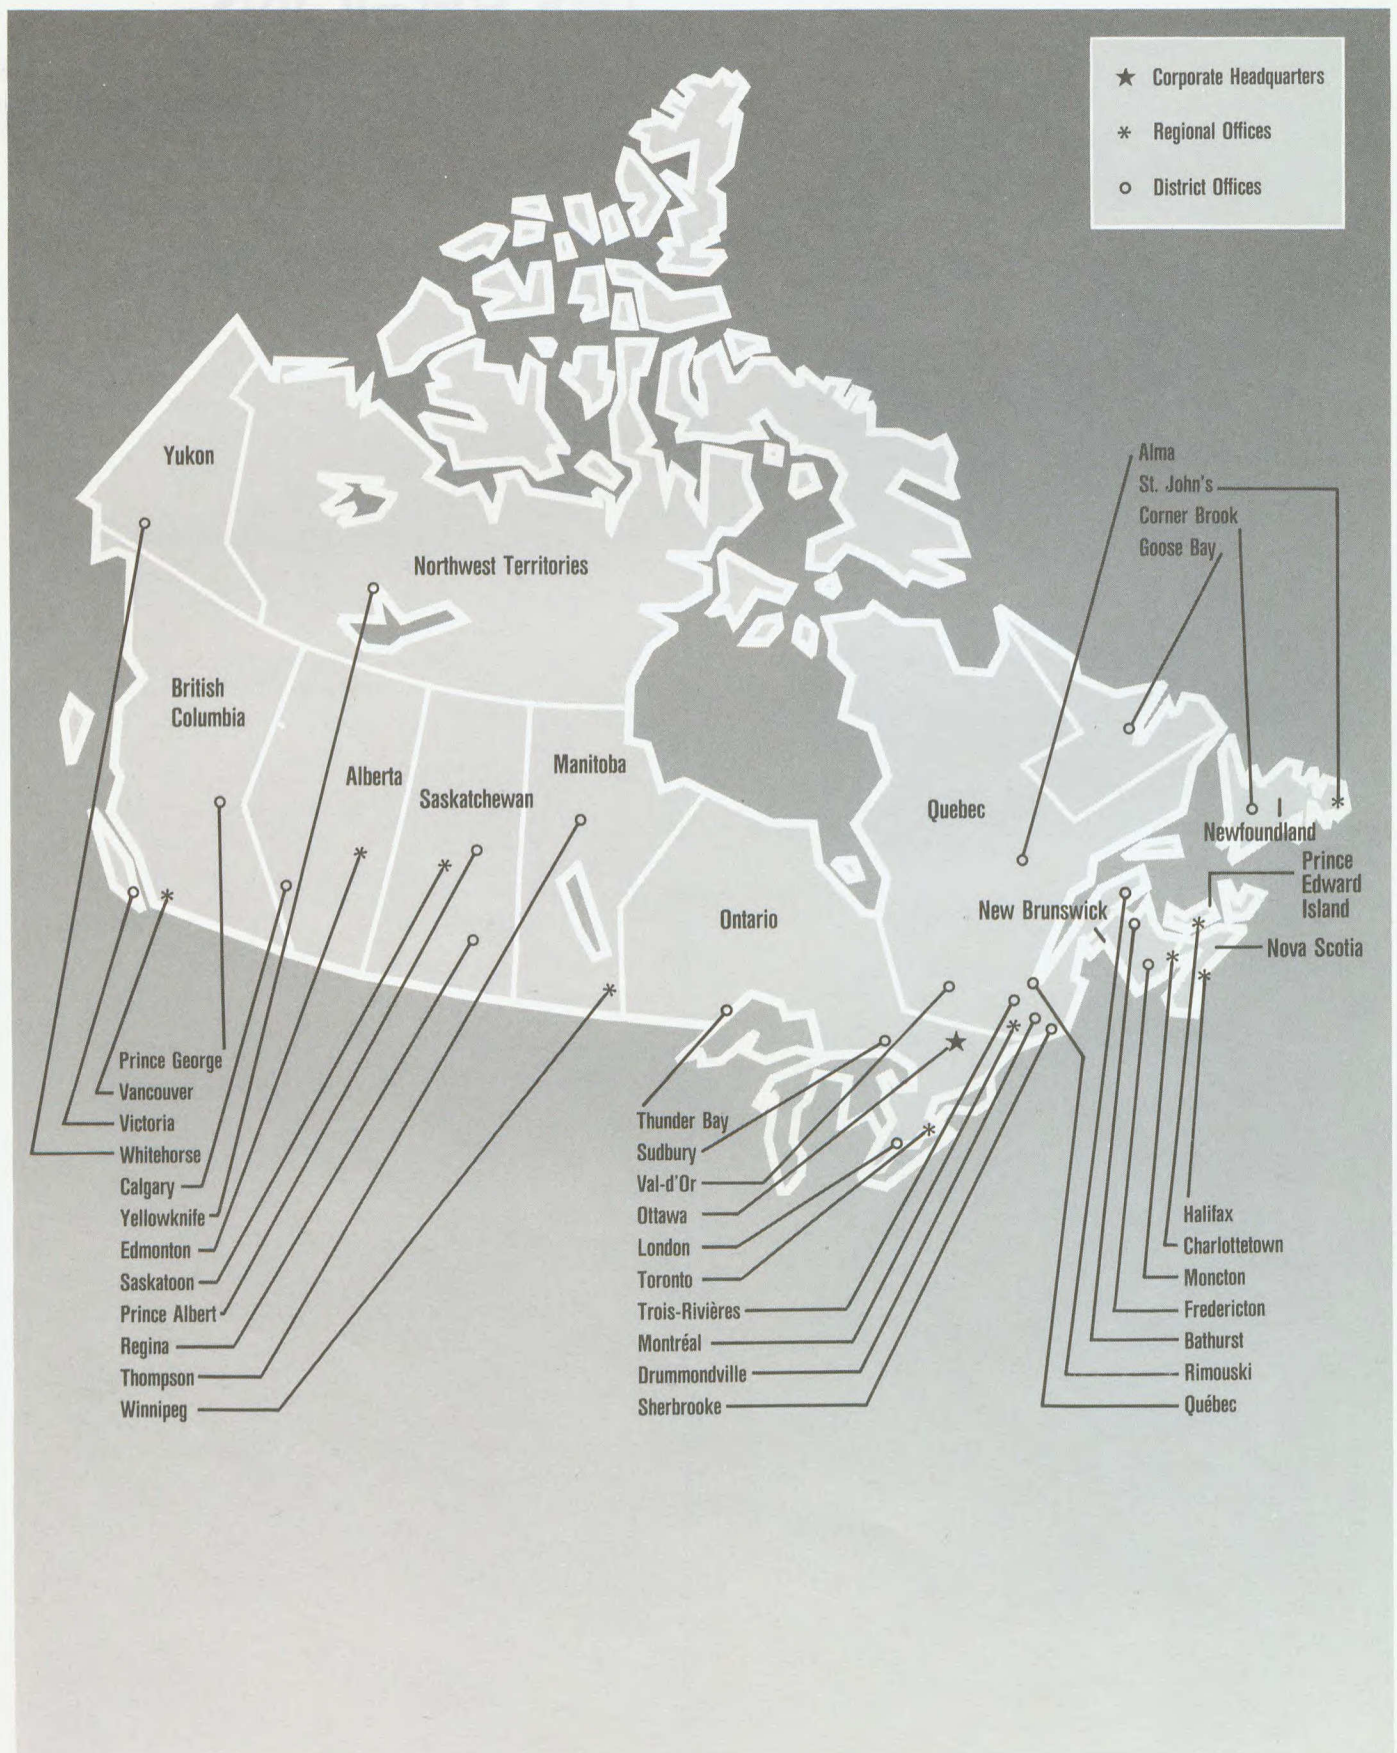 Corporate Headquarters
Regional Offices
District Offices
Yukon
Northwest Territories
British
Columbia
Alberta
Saskatchewan
Manitoba
Ontario
Quebec
New Brunswick
Newfoundland
Prince
Edward
Island
Nova Scotia
Alma
St. John's
Corner Brook
Goose Bay
Prince George
Vancouver
Victoria
Whitehorse
Calgary
Yellowknife
Edmonton
Saskatoon
Prince Albert
Regina
Thompson
Winnipeg
Thunder Bay
Sudbury
Val-d'Or
Ottawa
London
Toronto
Trois-Rivières
Montréal
Drummondville
Sherbrooke
Halifax
Charlottetown
Moncton
Fredericton
Bathurst
Rimouski
Québec